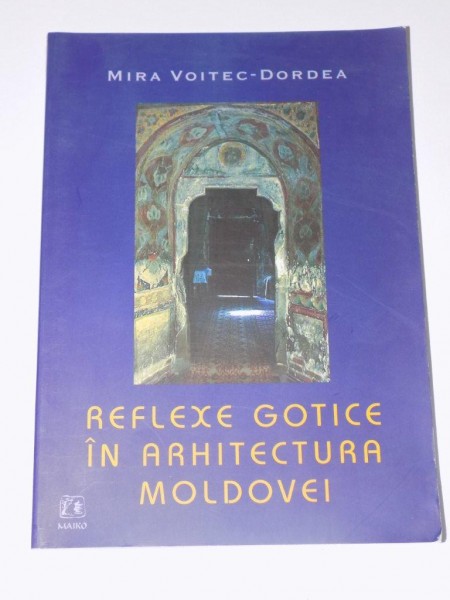 MIRA VOITEC-DORDEA
REFLEXE GOTICE
ÎN ARHITECTURA
MOLDOVEI
MAIKO